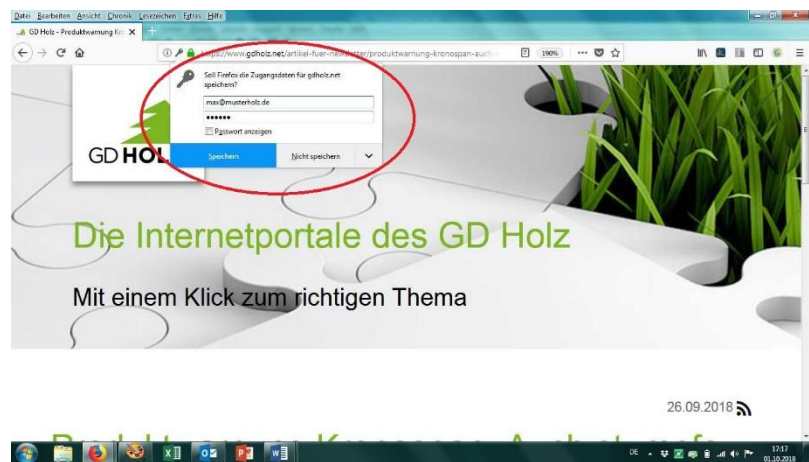 Datei Bearbeiten Ansicht Chronik Lesezeichen Extras Hilfe
GD Holz - Produktwarnung Kro
https://www.gdholz.net/artikel-fuer-newsletter/produktwarnung-kronospan-auch-
190%
Soll Firefox die Zugangsdaten für gdholz.net
speichern?
max@musterholz.de
Passwort anzeigen
Speichern Nicht speichern
GD HOL
Die Internetportale des GD Holz
Mit einem Klick zum richtigen Thema
26.09.2018
DE
17:17
01.10.2018